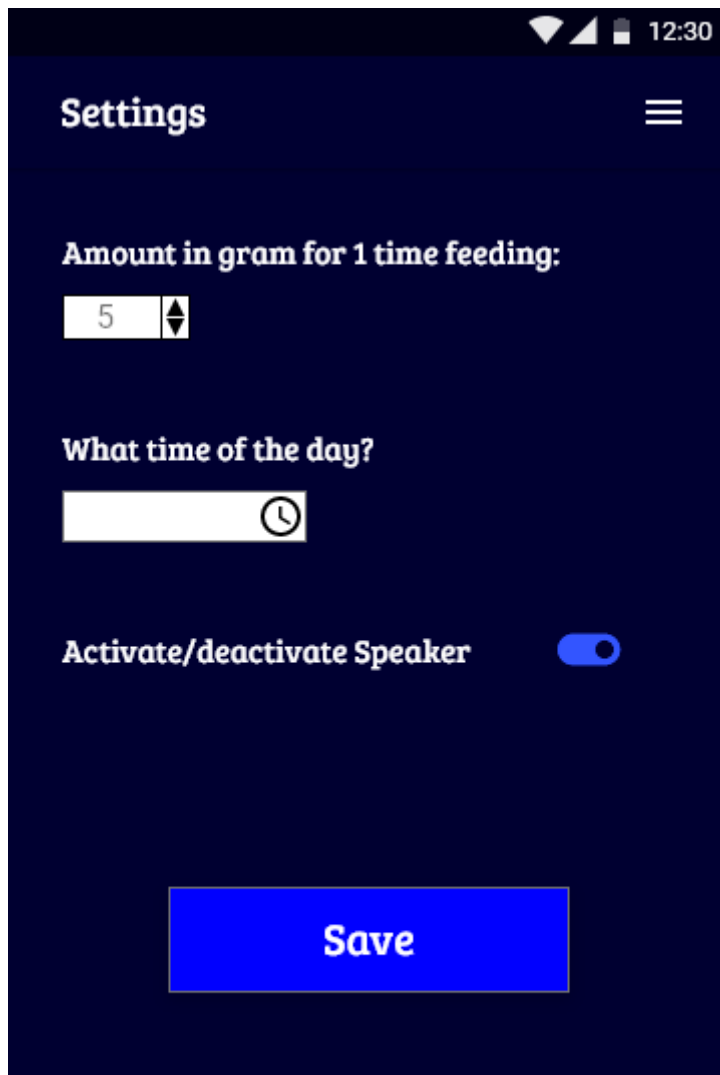 12:30
Settings
Amount in gram for 1 time feeding:
5
What time of the day?
Activate/deactivate Speaker
Save